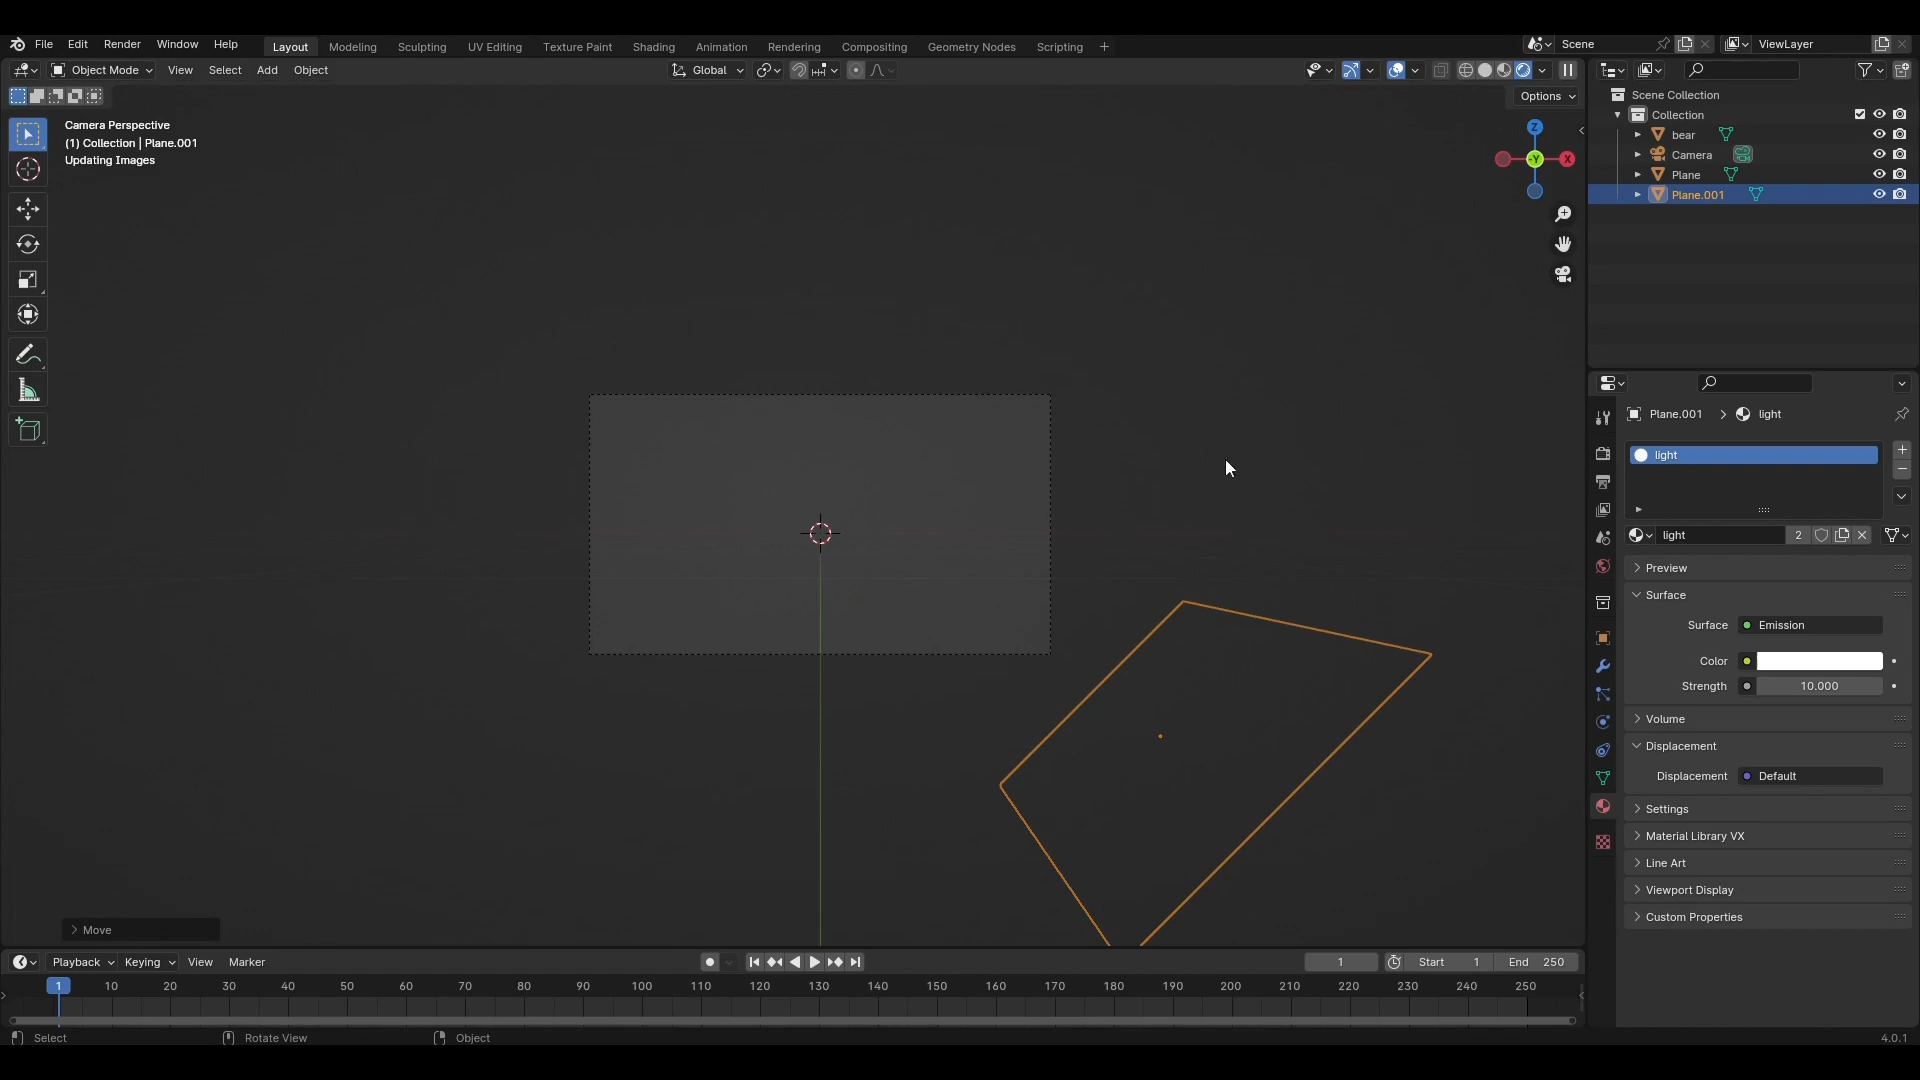 File Edit Render Window Help Layout Modeling Sculpting UV Editing Texture Paint Shading Animation Rendering Compositing Geometry Nodes Scripting + Scene ViewLayer
Object Mode View Select Add Object Global
Options
Camera Perspective
(1) Collection | Plane.001
Updating Images
Z
-Y
X
Scene Collection
Collection
bear
Camera
Plane
Plane.001
Plane.001 > light
light
light 2
Preview
Surface
Surface Emission
Color
Strength 10.000
Volume
Displacement
Displacement Default
Settings
Material Library VX
Line Art
Viewport Display
Custom Properties
Move
Playback Keying View Marker 1 Start 1 End 250
1 10 20 30 40 50 60 70 80 90 100 110 120 130 140 150 160 170 180 190 200 210 220 230 240 250
Select Rotate View Object 4.0.1